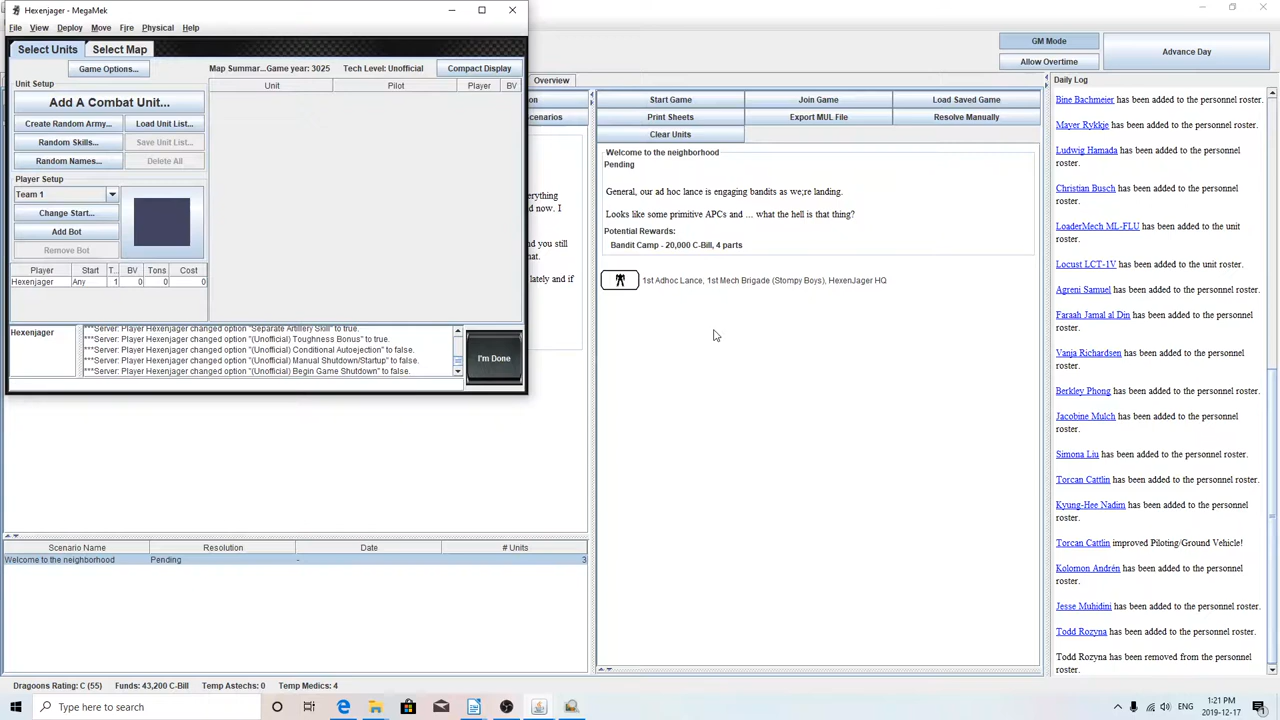 Hexenjager - MegaMek
File View Deploy Move Fire Physical Help
Select Units Select Map
Game Options... Map Summar... Game year: 3025 Tech Level: Unofficial Compact Display
Unit Setup
Unit Pilot Player BV
Add A Combat Unit...
Create Random Army... Load Unit List...
Random Skills... Save Unit List...
Random Names... Delete All
Player Setup
Team 1
Change Start...
Add Bot
Remove Bot
Player Start T... BV Tons Cost
Hexenjager Any 1 0 0 0
Hexenjager
***Server: Player Hexenjager changed option "Separate Artillery Skill" to true.
***Server: Player Hexenjager changed option "(Unofficial) Toughness Bonus" to true.
***Server: Player Hexenjager changed option "(Unofficial) Conditional Autoejection" to false.
***Server: Player Hexenjager changed option "(Unofficial) Manual Shutdown/Startup" to false.
***Server: Player Hexenjager changed option "(Unofficial) Begin Game Shutdown" to false.
I'm Done
GM Mode
Allow Overtime
Advance Day
Overview
on
cenarios
erything
d now. I
nd you still
at.
lately and if
Start Game Join Game Load Saved Game
Print Sheets Export MUL File Resolve Manually
Clear Units
Welcome to the neighborhood
Pending
General, our ad hoc lance is engaging bandits as we;re landing.
Looks like some primitive APCs and ... what the hell is that thing?
Potential Rewards:
Bandit Camp - 20,000 C-Bill, 4 parts
1st Adhoc Lance, 1st Mech Brigade (Stompy Boys), HexenJager HQ
Scenario Name Resolution Date # Units
Welcome to the neighborhood Pending - 3
Daily Log
Bine Bachmeier has been added to the personnel roster.
Mayer Rykkje has been added to the personnel
roster.
Ludwig Hamada has been added to the personnel
roster.
Christian Busch has been added to the personnel
roster.
LoaderMech ML-FLU has been added to the unit
roster.
Locust LCT-1V has been added to the unit roster.
Agreni Samuel has been added to the personnel roster.
Faraah Jamal al Din has been added to the personnel
roster.
Vanja Richardsen has been added to the personnel
roster.
Berkley Phong has been added to the personnel roster.
Jacobine Mulch has been added to the personnel
roster.
Simona Liu has been added to the personnel roster.
Torcan Cattlin has been added to the personnel roster.
Kyung-Hee Nadim has been added to the personnel
roster.
Torcan Cattlin improved Piloting/Ground Vehicle!
Kolomon Andrén has been added to the personnel
roster.
Jesse Muhidini has been added to the personnel roster.
Todd Rozyna has been added to the personnel roster.
Todd Rozyna has been removed from the personnel
roster.
Dragoons Rating: C (55) Funds: 43,200 C-Bill Temp Astechs: 0 Temp Medics: 4
Type here to search
ENG
1:21 PM
2019-12-17